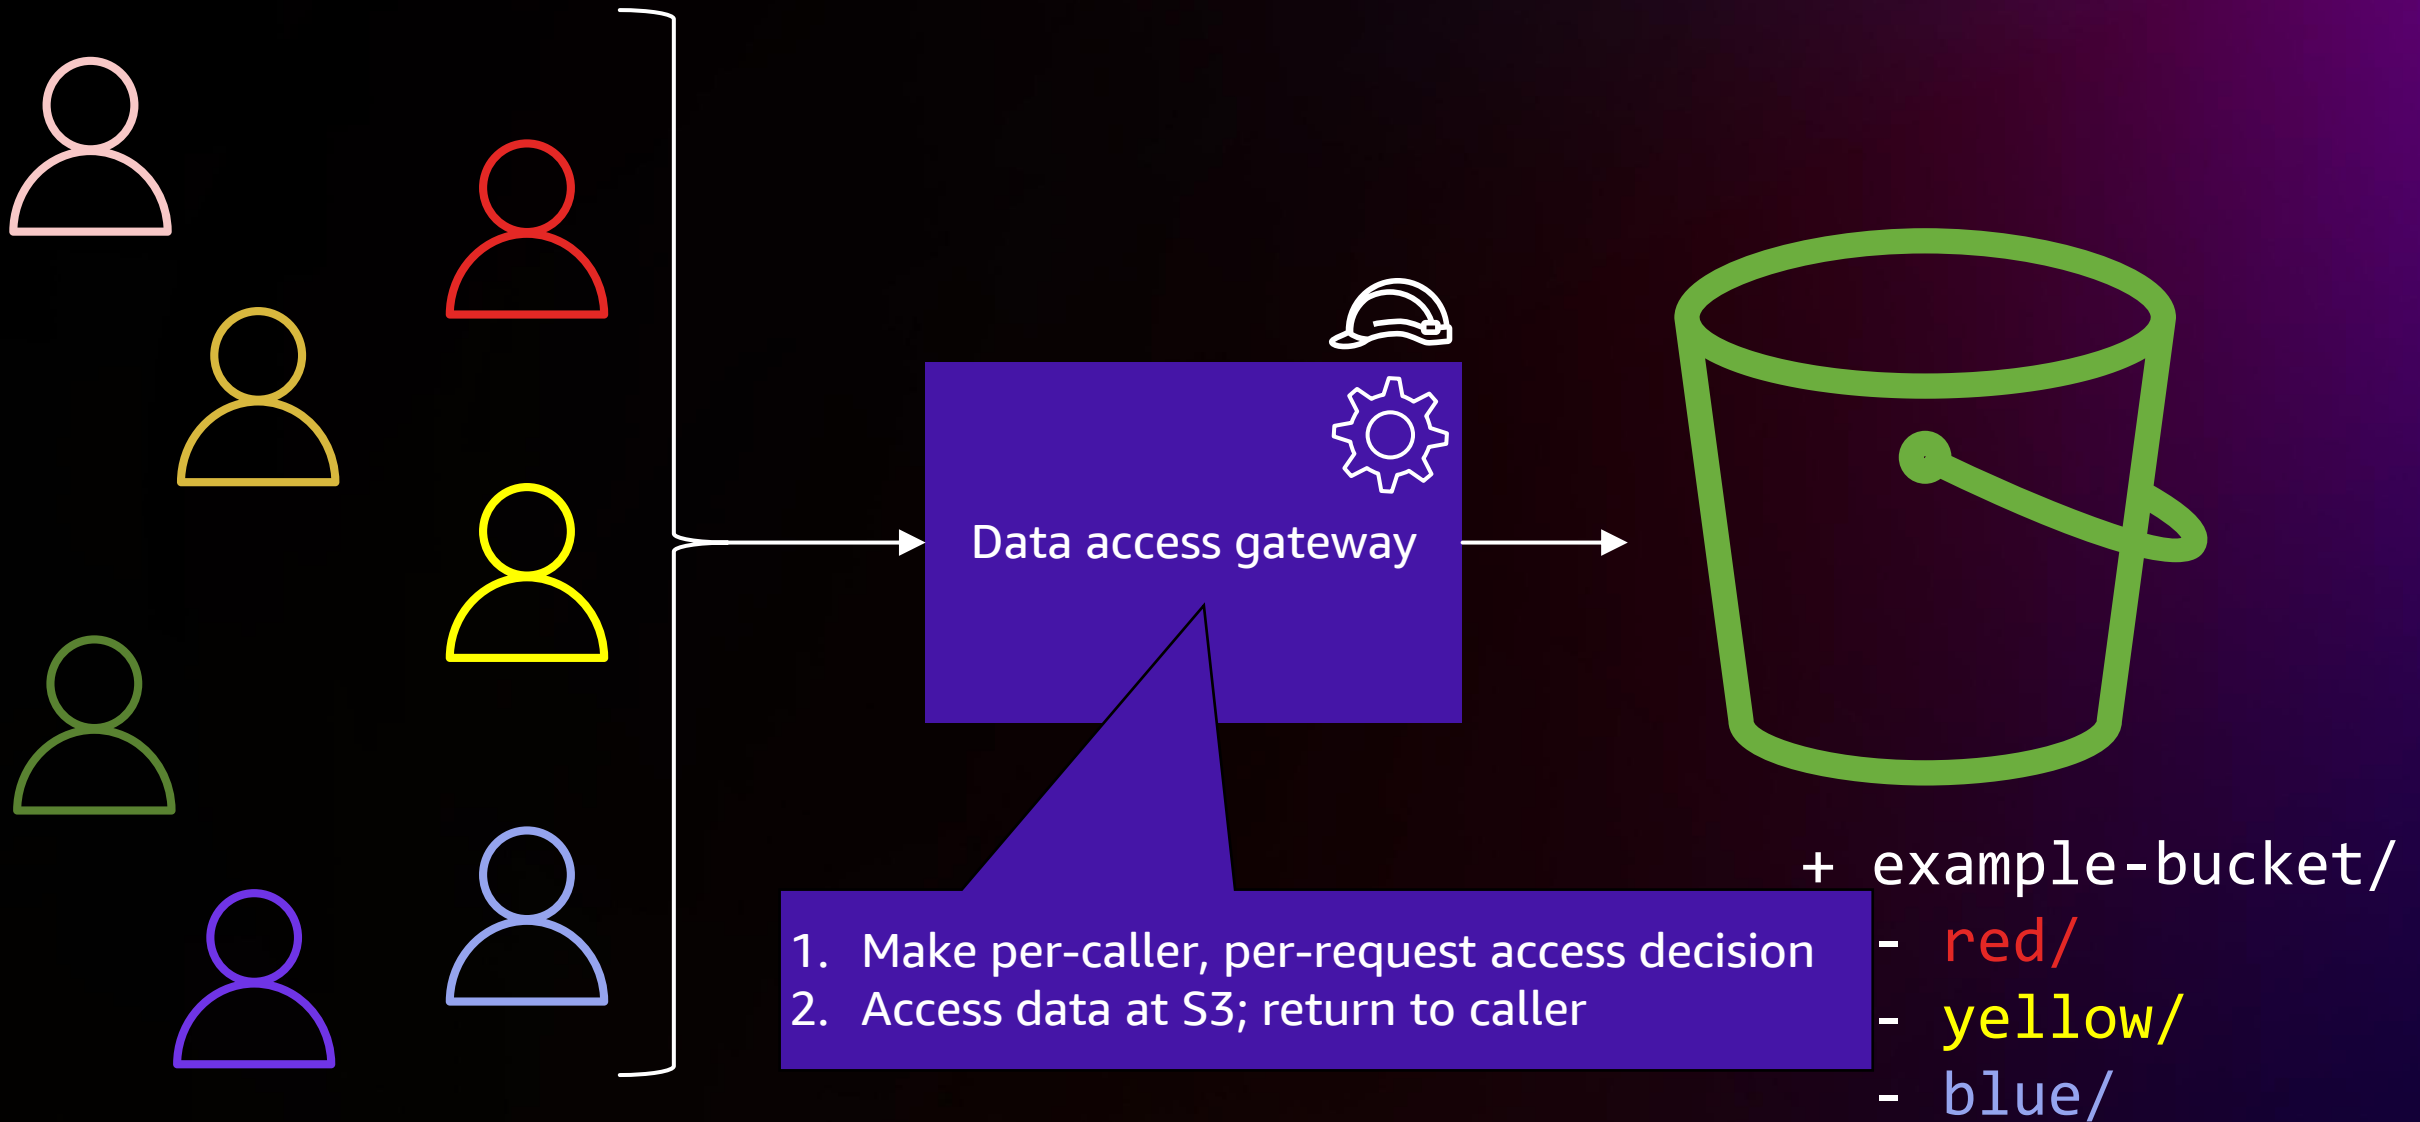 Data access gateway
1. Make per-caller, per-request access decision
2. Access data at S3; return to caller
+ example-bucket/
- red/
- yellow/
- blue/